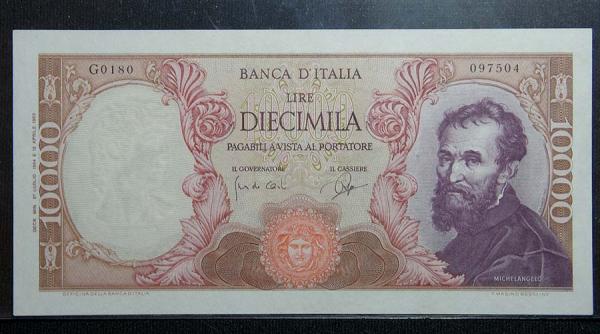 G0180
BANCA D'ITALIA
097504
LIRE
DIECIMILA
PAGABILI A VISTA AL PORTATORE
IL GOVERNATORE
IL CASSIERE
10000
10000
MICHELANGELO
OFFICINA DELLA BANCA D'ITALIA